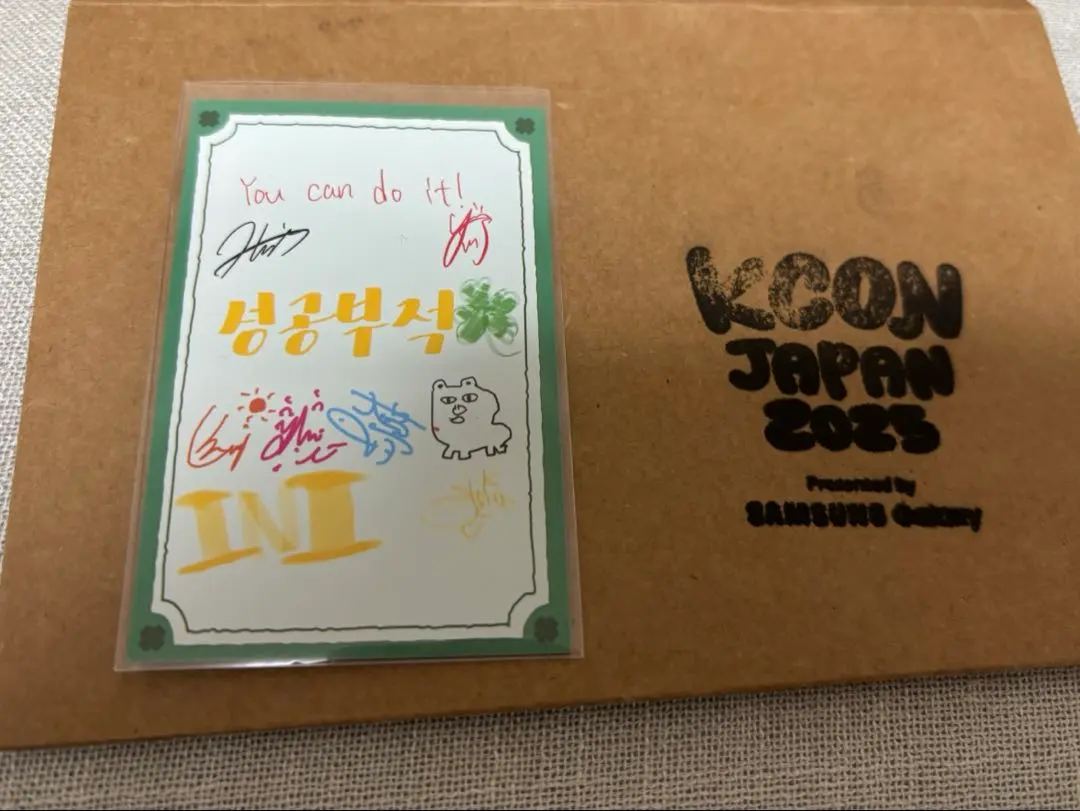 You can do it!
성공부적
INI
KCON
JAPAN
2025
Presented by
SAMSUNG Galaxy